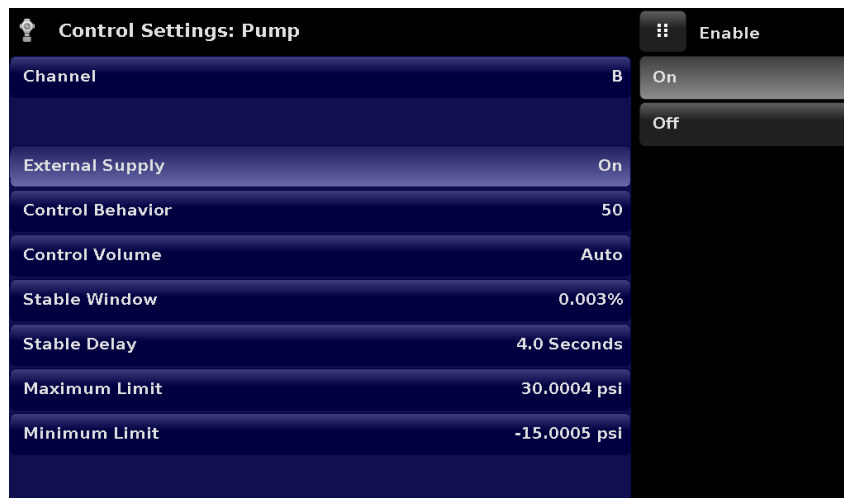 Control Settings: Pump
Channel B
External Supply On
Control Behavior 50
Control Volume Auto
Stable Window 0.003%
Stable Delay 4.0 Seconds
Maximum Limit 30.0004 psi
Minimum Limit -15.0005 psi
Enable
On
Off